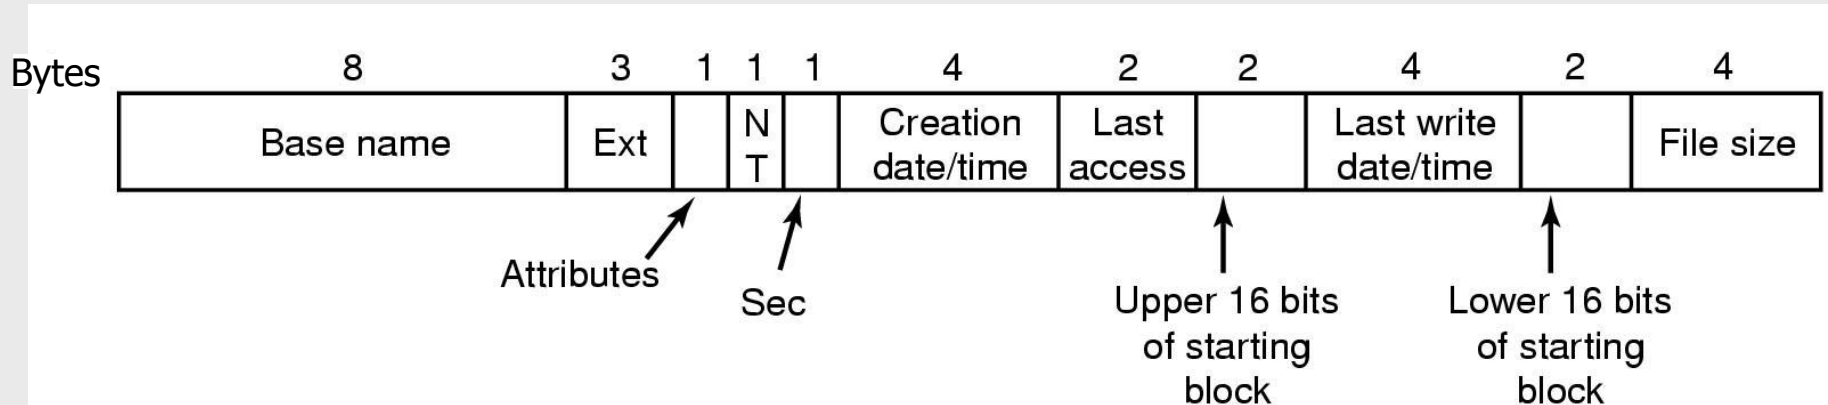 Bytes 8 3 1 1 1 4 2 2 4 2 4
Base name Ext N T Creation date/time Last access Last write date/time File size
Attributes
Sec
Upper 16 bits of starting block
Lower 16 bits of starting block